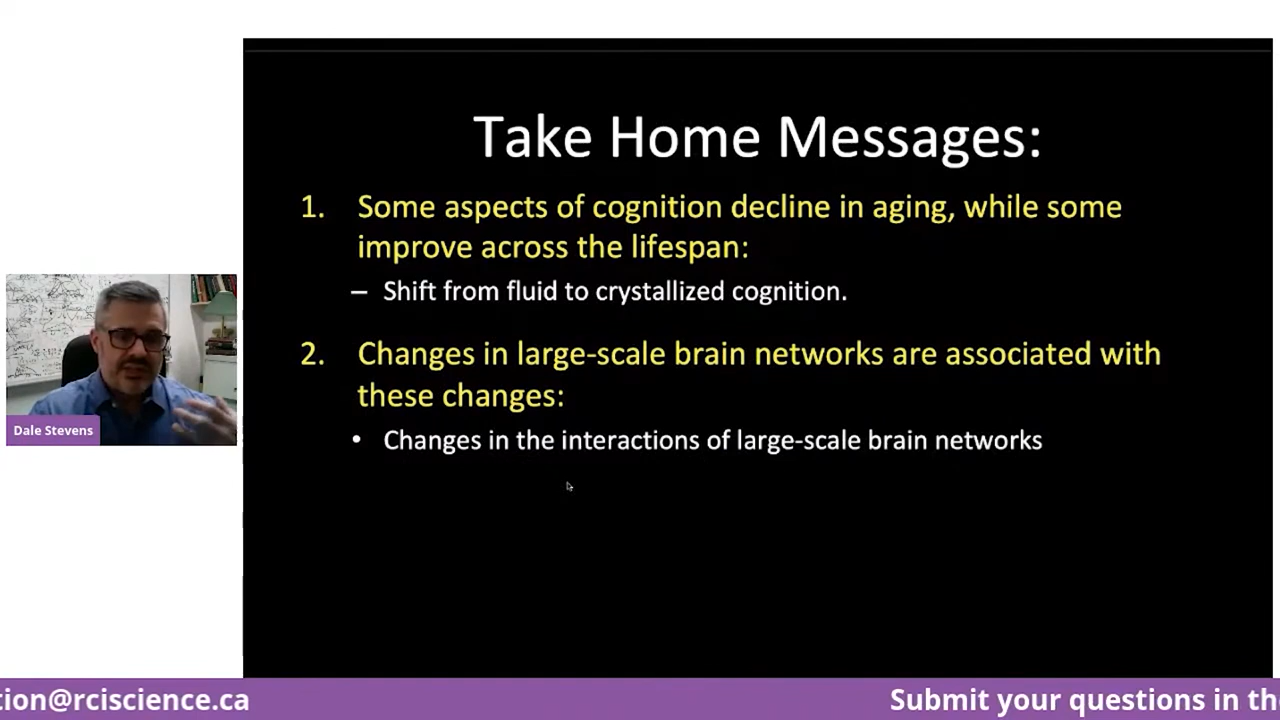 Take Home Messages:
1. Some aspects of cognition decline in aging, while some
improve across the lifespan:
– Shift from fluid to crystallized cognition.
2. Changes in large-scale brain networks are associated with
these changes:
• Changes in the interactions of large-scale brain networks
Dale Stevens
tion@rciscience.ca
Submit your questions in th